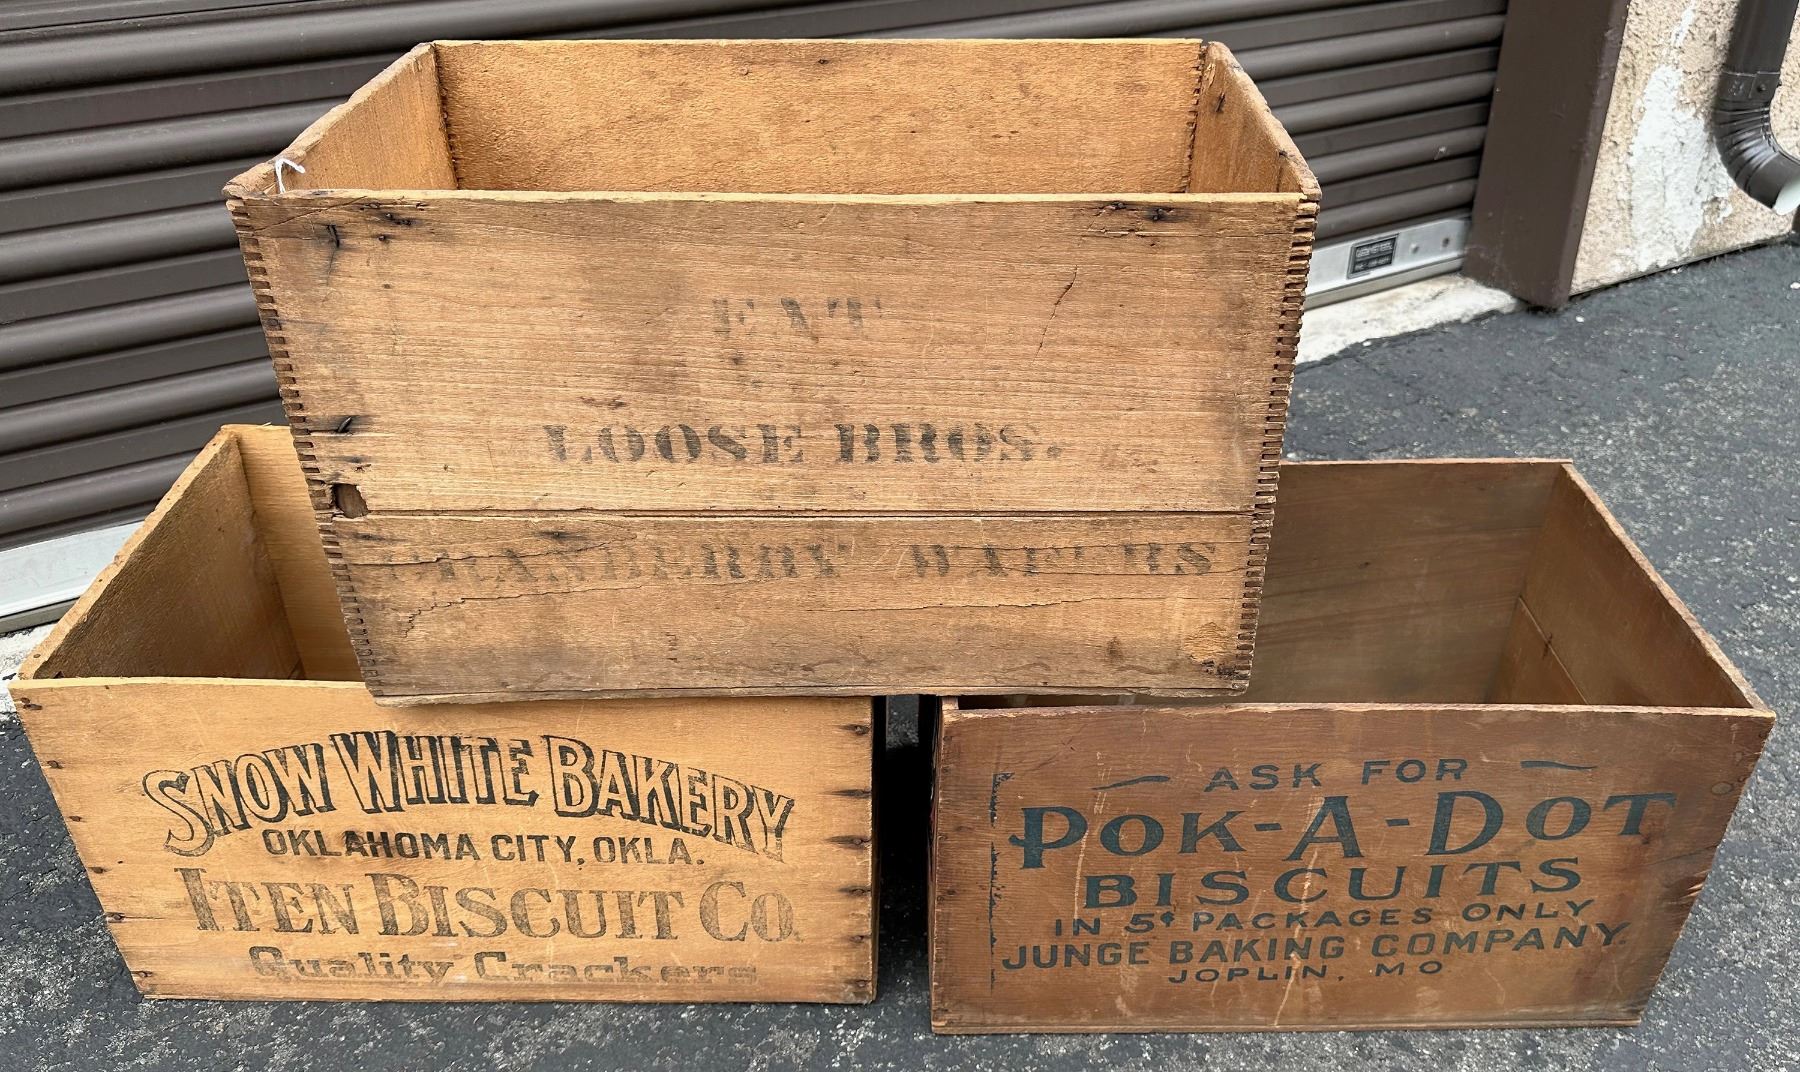 EAT
LOOSE BROS.
CRANBERRY WAFERS
SNOW WHITE BAKERY
OKLAHOMA CITY, OKLA.
ITEN BISCUIT CO.
Quality Crackers
ASK FOR
POK-A-DOT
BISCUITS
IN 5¢ PACKAGES ONLY
JUNGE BAKING COMPANY.
JOPLIN, MO